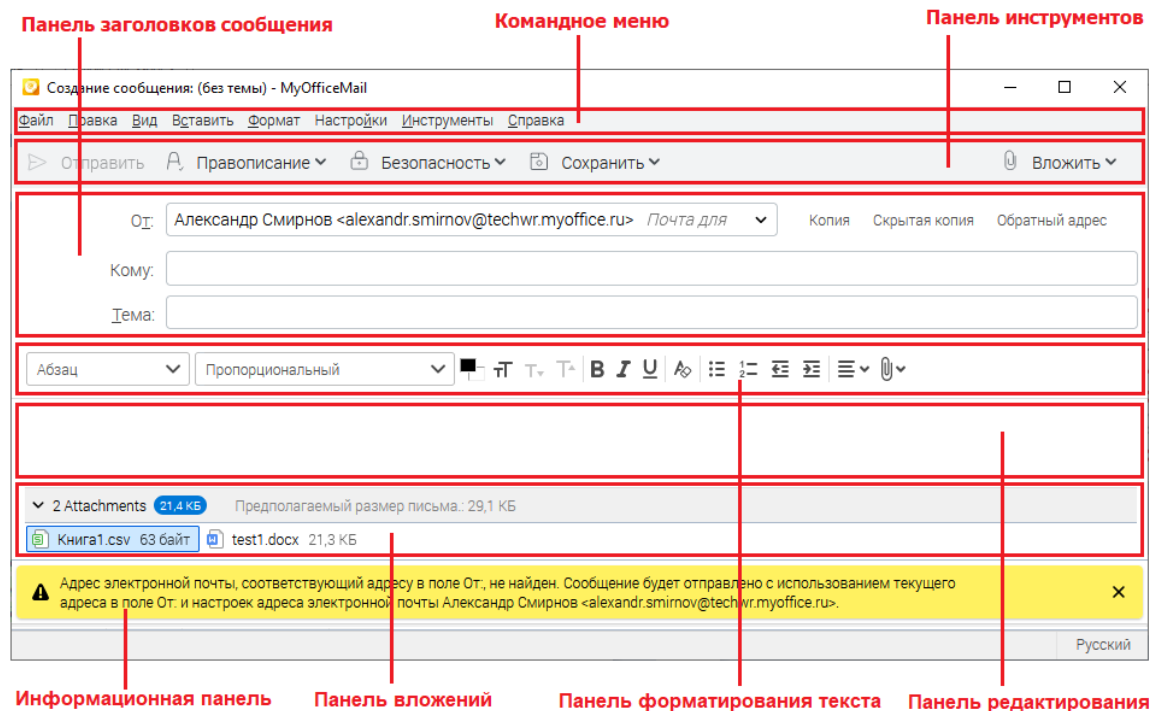 Панель заголовков сообщения
Командное меню
Панель инструментов
Создание сообщения: (без темы) - MyOfficeMail
Файл Правка Вид Вставить Формат Настройки Инструменты Справка
Отправить Правописание Безопасность Сохранить Вложить
От: Александр Смирнов <alexandr.smirnov@techwr.myoffice.ru> Почта для Копия Скрытая копия Обратный адрес
Кому:
Тема:
Абзац Пропорциональный
2 Attachments 21,4 КБ Предполагаемый размер письма.: 29,1 КБ
Книга1.csv 63 байт test1.docx 21,3 КБ
Адрес электронной почты, соответствующий адресу в поле От:, не найден. Сообщение будет отправлено с использованием текущего
адреса в поле От: и настроек адреса электронной почты Александр Смирнов <alexandr.smirnov@techwr.myoffice.ru>.
Русский
Информационная панель
Панель вложений
Панель форматирования текста
Панель редактирования